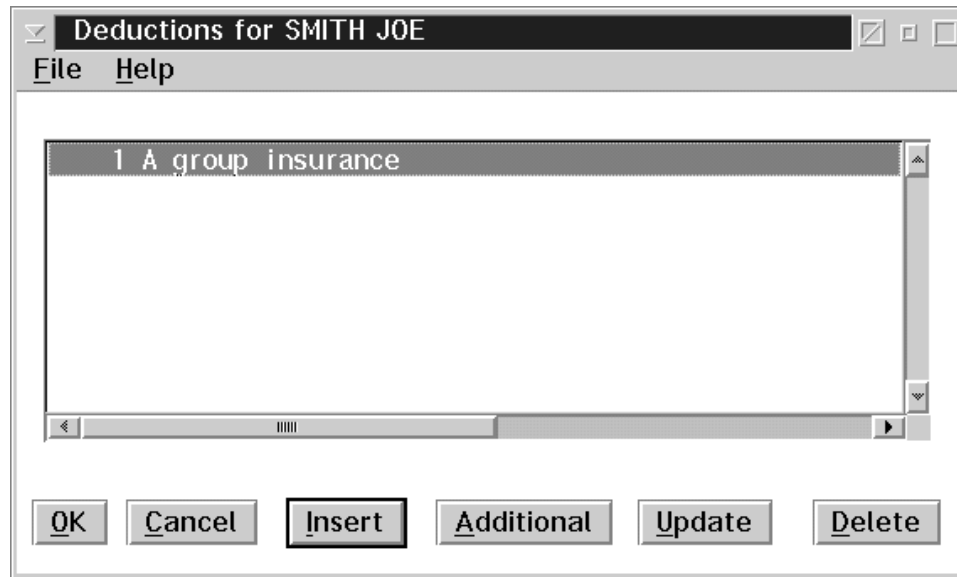 Deductions for SMITH JOE
File Help
1 A group insurance
OK Cancel Insert Additional Update Delete